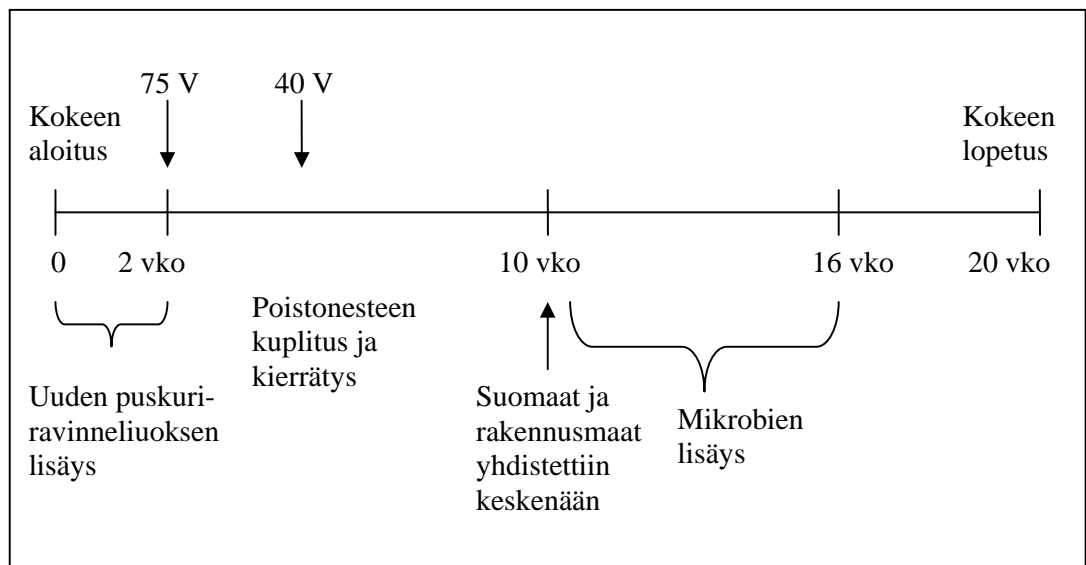 75 V
40 V
Kokeen
aloitus
Kokeen
lopetus
0
2 vko
10 vko
16 vko
20 vko
Uuden puskuri-
ravinneliuoksen
lisäys
Poistonesteen
kuplitus ja
kierrätys
Suomaat ja
rakennusmaat
yhdistettiin
keskenään
Mikrobien
lisäys